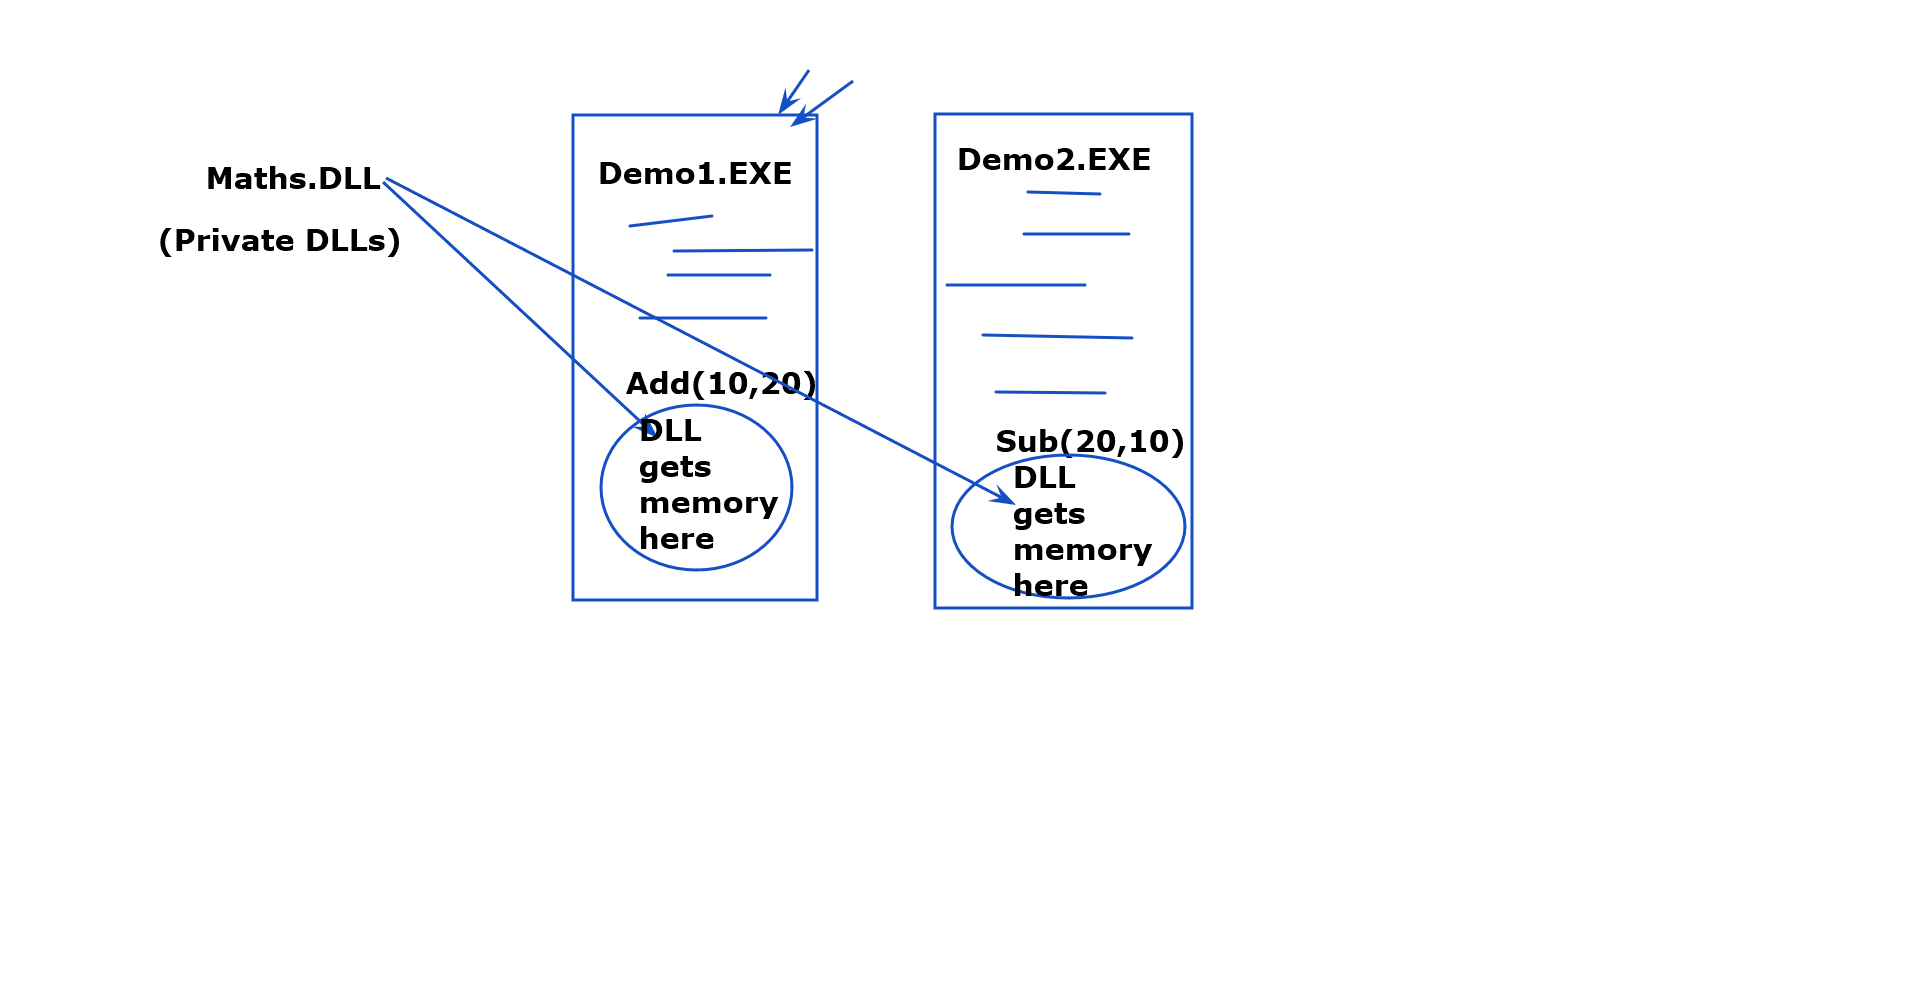 Maths.DLL
(Private DLLs)
Demo1.EXE
Add(10,20)
DLL
gets
memory
here
Demo2.EXE
Sub(20,10)
DLL
gets
memory
here